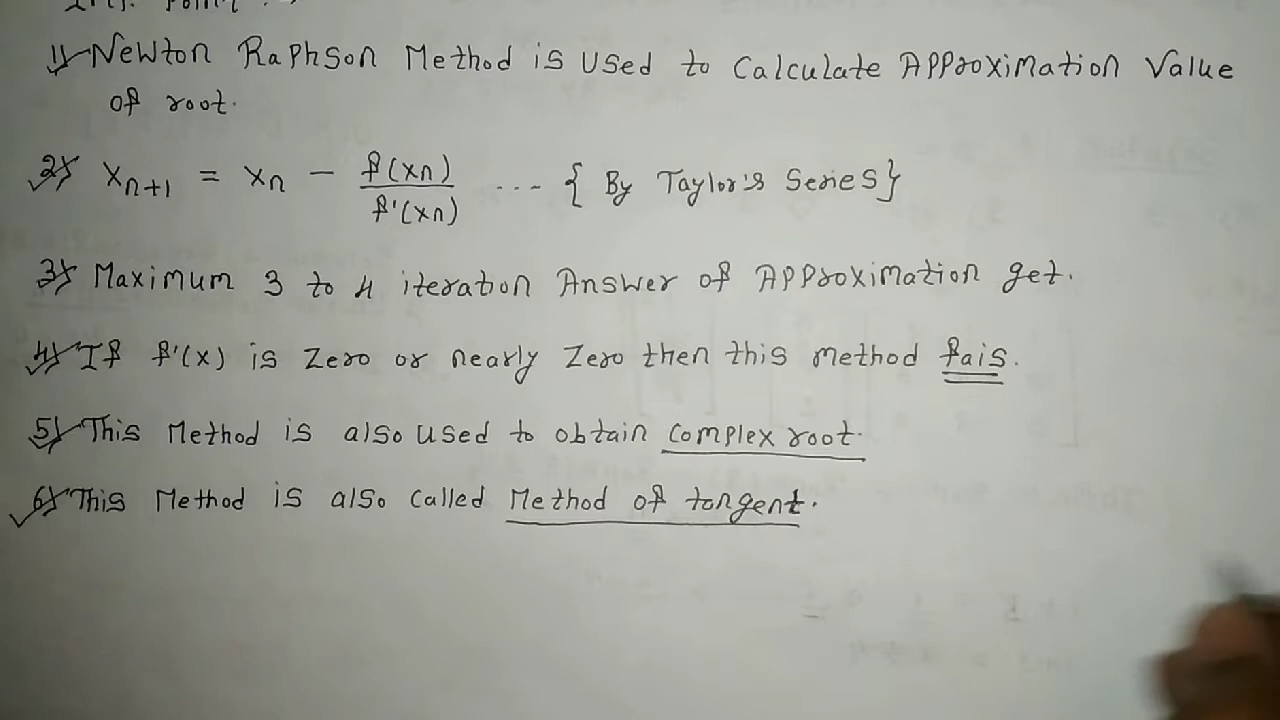 Imp. Point :-
1) Newton Raphson Method is used to Calculate Approximation Value
of root.
2) xn+1 = xn - f(xn)/f'(xn) ... { By Taylor's Series}
3) Maximum 3 to 4 iteration Answer of Approximation get.
4) If f'(x) is Zero or nearly Zero then this method fais.
5) This Method is also used to obtain complex root.
6) This Method is also called Method of tangent.